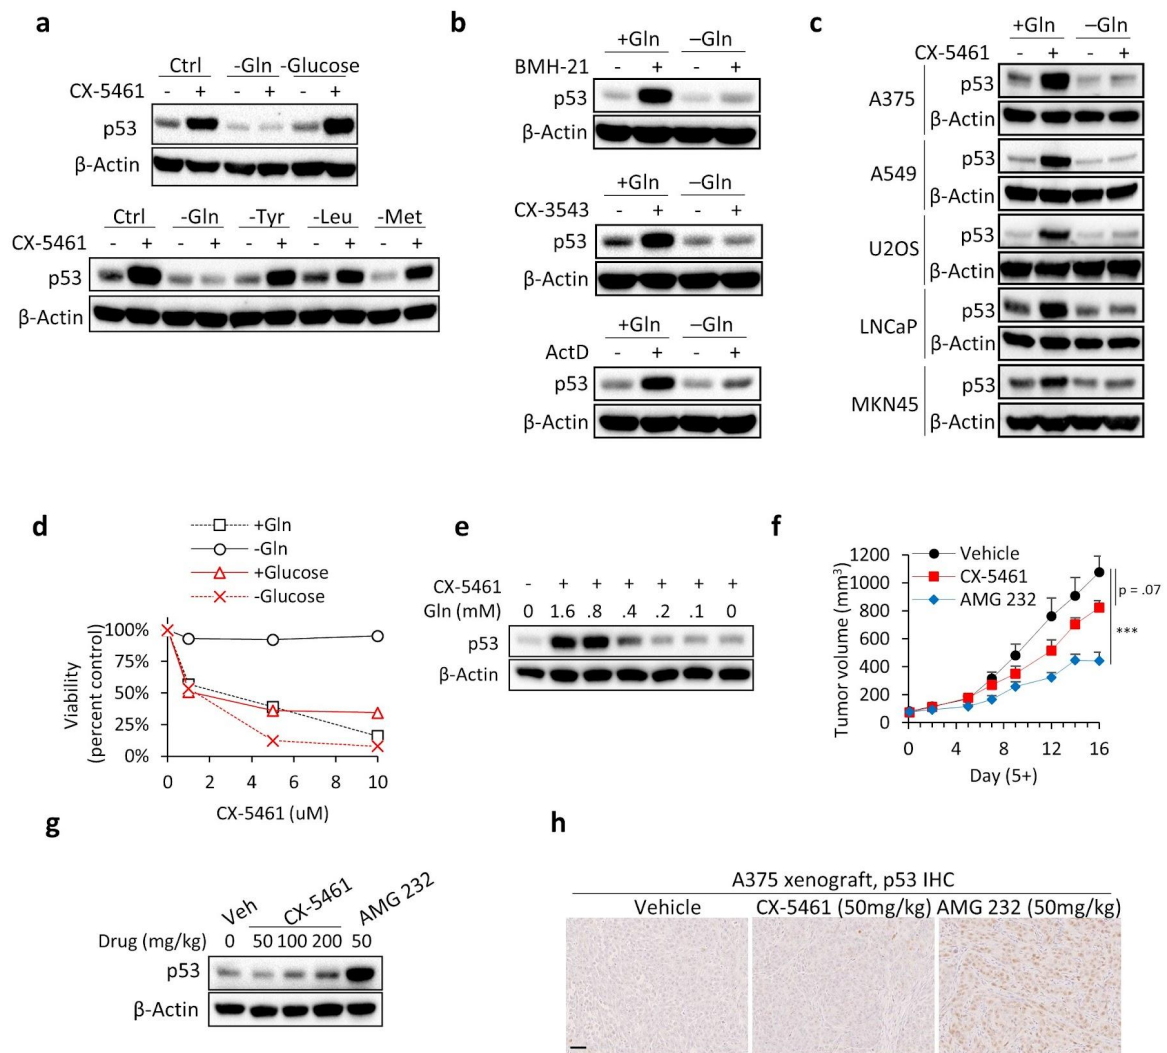 a
Ctrl -Gln -Glucose
CX-5461 - + - + - +
p53
β-Actin
Ctrl -Gln -Tyr -Leu -Met
CX-5461 - + - + - + - + - +
p53
β-Actin
b
+Gln –Gln
BMH-21 - + - +
p53
β-Actin
+Gln –Gln
CX-3543 - + - +
p53
β-Actin
+Gln –Gln
ActD - + - +
p53
β-Actin
c
+Gln –Gln
CX-5461 - + - +
A375
p53
β-Actin
A549
p53
β-Actin
U2OS
p53
β-Actin
LNCaP
p53
β-Actin
MKN45
p53
β-Actin
d
+Gln
-Gln
+Glucose
-Glucose
Viability
(percent control)
100%
75%
50%
25%
0%
0 2 4 6 8 10
CX-5461 (uM)
e
CX-5461 - + + + + + +
Gln (mM) 0 1.6 .8 .4 .2 .1 0
p53
β-Actin
f
Vehicle
CX-5461
AMG 232
Tumor volume (mm³)
1200
1000
800
600
400
200
0
0 4 8 12 16
Day (5+)
p = .07
***
g
Veh CX-5461 AMG 232
Drug (mg/kg) 0 50 100 200 50
p53
β-Actin
h
A375 xenograft, p53 IHC
Vehicle CX-5461 (50mg/kg) AMG 232 (50mg/kg)